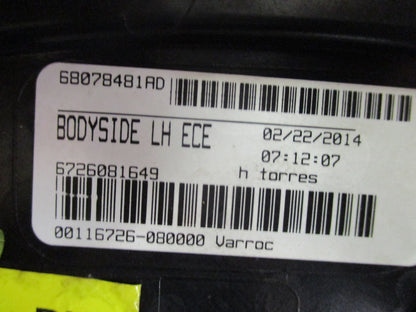 68078481AD
BODYSIDE LH ECE
02/22/2014
07:12:07
6726081649
h torres
00116726-080000 Varroc